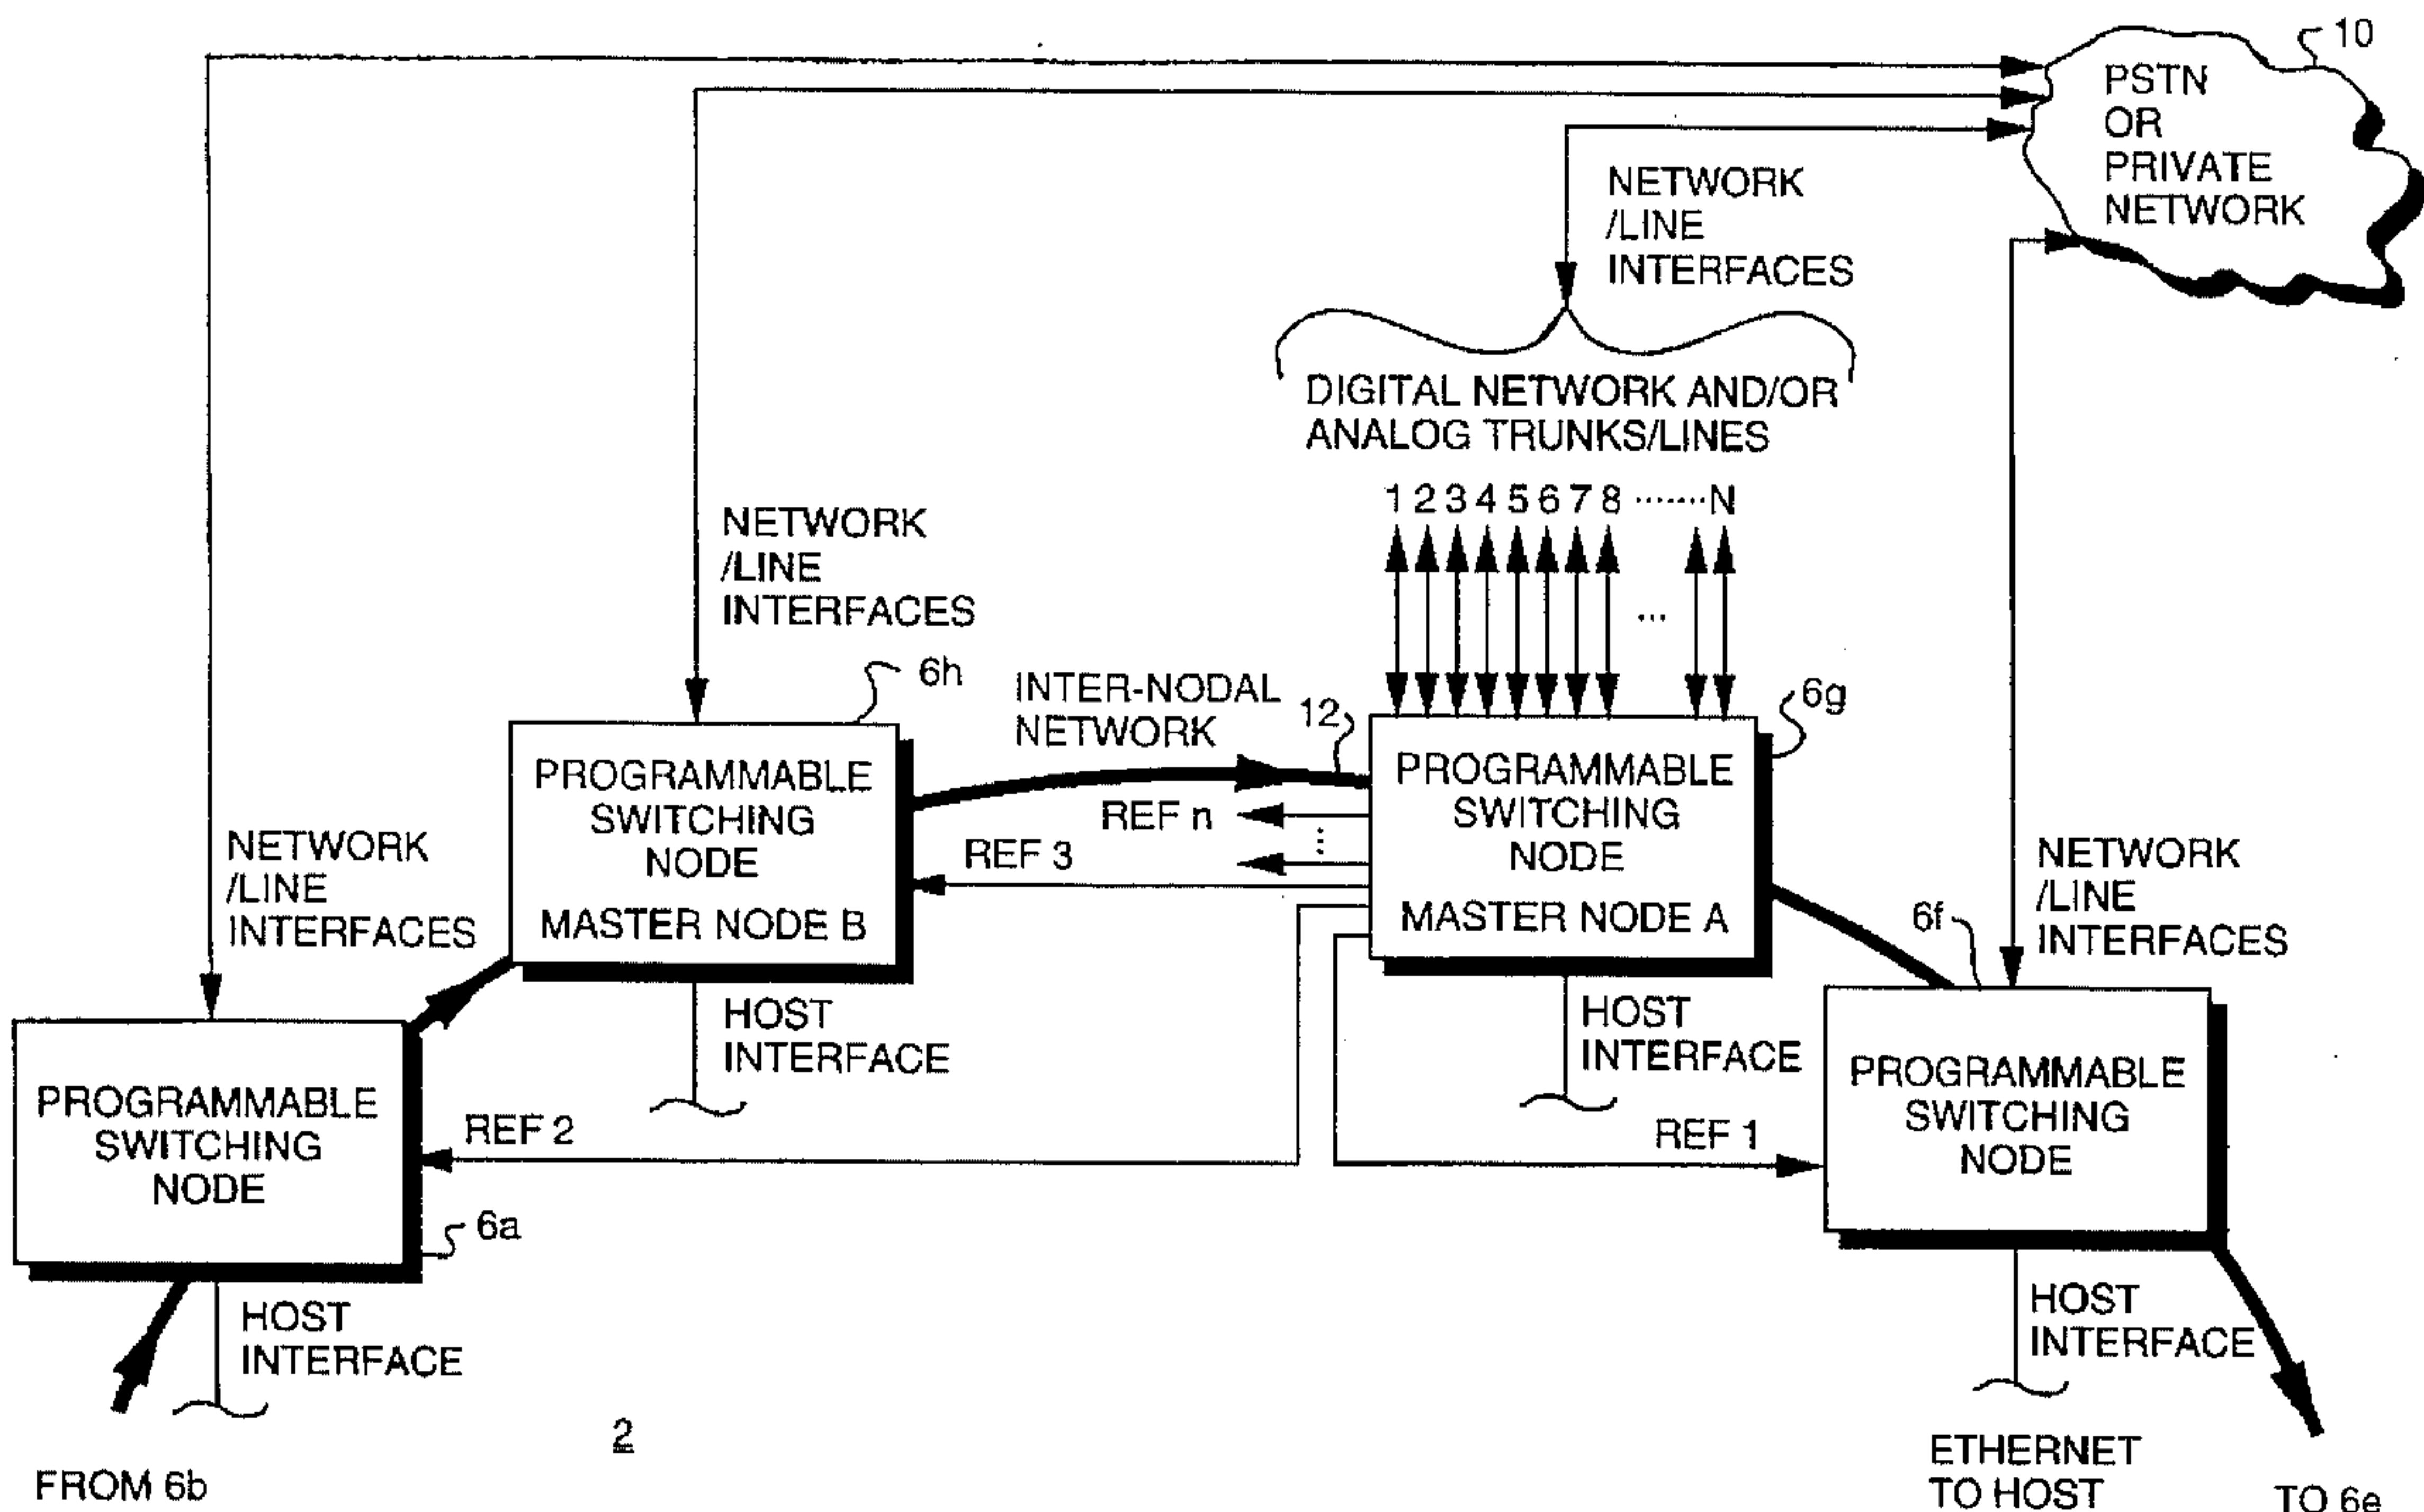 10
PSTN
OR
PRIVATE
NETWORK
NETWORK
/LINE
INTERFACES
DIGITAL NETWORK AND/OR
ANALOG TRUNKS/LINES
1 2 3 4 5 6 7 8 ....... N
...
NETWORK
/LINE
INTERFACES
6h
INTER-NODAL
NETWORK
12
6g
PROGRAMMABLE
SWITCHING
NODE
MASTER NODE B
REF n
REF 3
PROGRAMMABLE
SWITCHING
NODE
MASTER NODE A
NETWORK
/LINE
INTERFACES
6f
NETWORK
/LINE
INTERFACES
HOST
INTERFACE
HOST
INTERFACE
PROGRAMMABLE
SWITCHING
NODE
6a
REF 2
REF 1
PROGRAMMABLE
SWITCHING
NODE
HOST
INTERFACE
HOST
INTERFACE
2
FROM 6b
ETHERNET
TO HOST
TO 6e